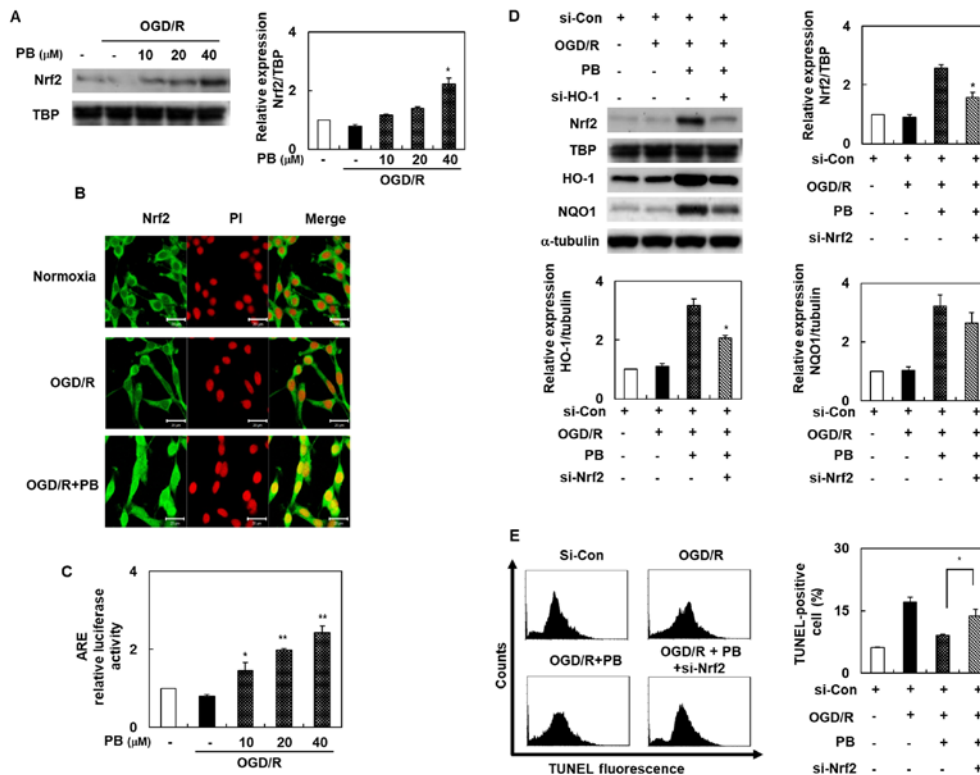 A
OGD/R
PB (μM) - - 10 20 40
Nrf2
TBP
Relative expression
Nrf2/TBP
4
2
0
*
PB (μM) - - 10 20 40
OGD/R
B
Nrf2 PI Merge
Normoxia
OGD/R
OGD/R+PB
C
ARE
relative luciferase
activity
4
2
0
* ** **
PB (μM) - - 10 20 40
OGD/R
D
si-Con + + + +
OGD/R - + + +
PB - - + +
si-HO-1 - - - +
Nrf2
TBP
HO-1
NQO1
α-tubulin
Relative expression
Nrf2/TBP
4
2
0
*
si-Con + + + +
OGD/R - + + +
PB - - + +
si-Nrf2 - - - +
Relative expression
HO-1/tubulin
4
2
0
*
si-Con + + + +
OGD/R - + + +
PB - - + +
si-Nrf2 - - - +
Relative expression
NQO1/tubulin
4
2
0
si-Con + + + +
OGD/R - + + +
PB - - + +
si-Nrf2 - - - +
E
Si-Con OGD/R
OGD/R+PB OGD/R + PB
+si-Nrf2
Counts
TUNEL fluorescence
TUNEL-positive
cell (%)
30
15
0
*
si-Con + + + +
OGD/R - + + +
PB - - + +
si-Nrf2 - - - +